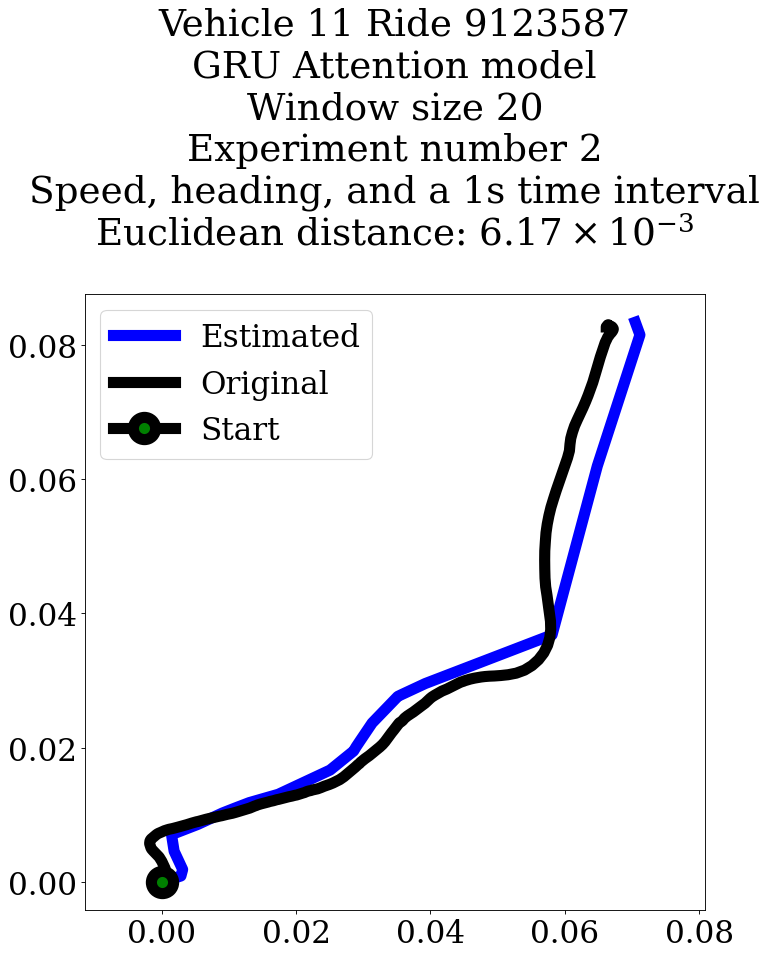 Vehicle 11 Ride 9123587
GRU Attention model
Window size 20
Experiment number 2
Speed, heading, and a 1s time interval
Euclidean distance: 6.17 × 10⁻³
Estimated
Original
Start
0.08
0.06
0.04
0.02
0.00
0.00 0.02 0.04 0.06 0.08